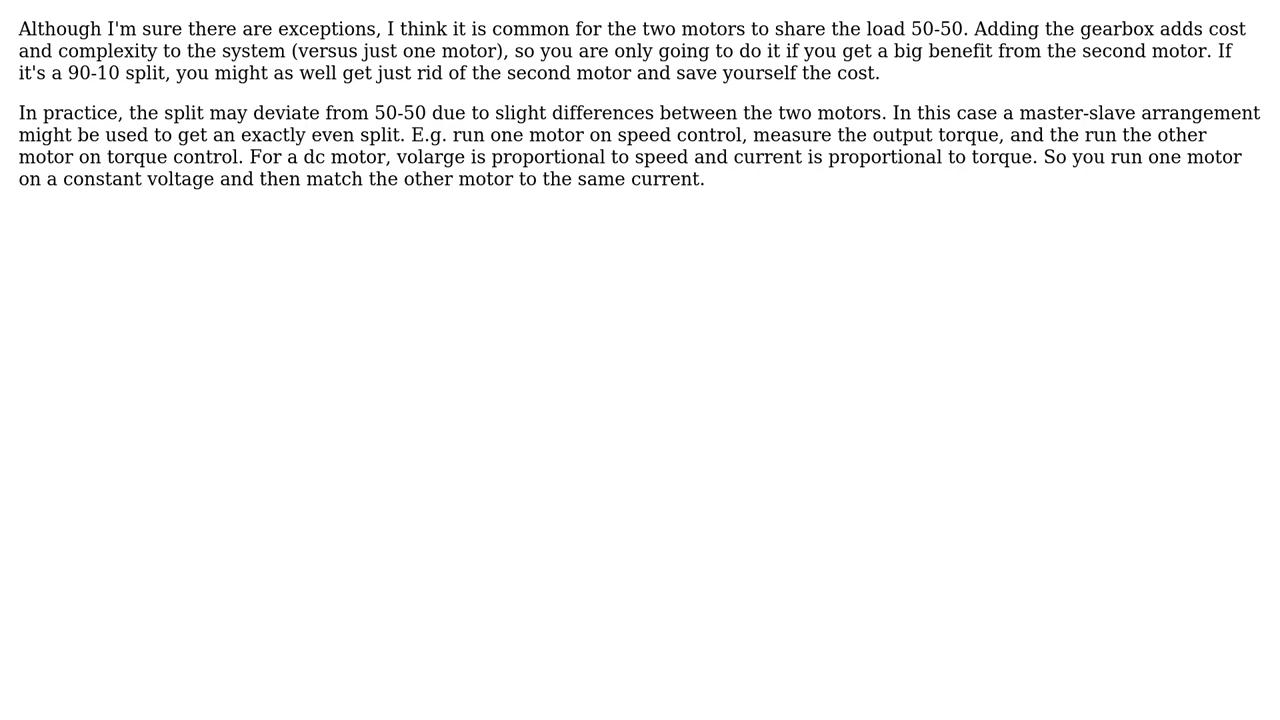 Although I'm sure there are exceptions, I think it is common for the two motors to share the load 50-50. Adding the gearbox adds cost
and complexity to the system (versus just one motor), so you are only going to do it if you get a big benefit from the second motor. If
it's a 90-10 split, you might as well get just rid of the second motor and save yourself the cost.
In practice, the split may deviate from 50-50 due to slight differences between the two motors. In this case a master-slave arrangement
might be used to get an exactly even split. E.g. run one motor on speed control, measure the output torque, and the run the other
motor on torque control. For a dc motor, volarge is proportional to speed and current is proportional to torque. So you run one motor
on a constant voltage and then match the other motor to the same current.